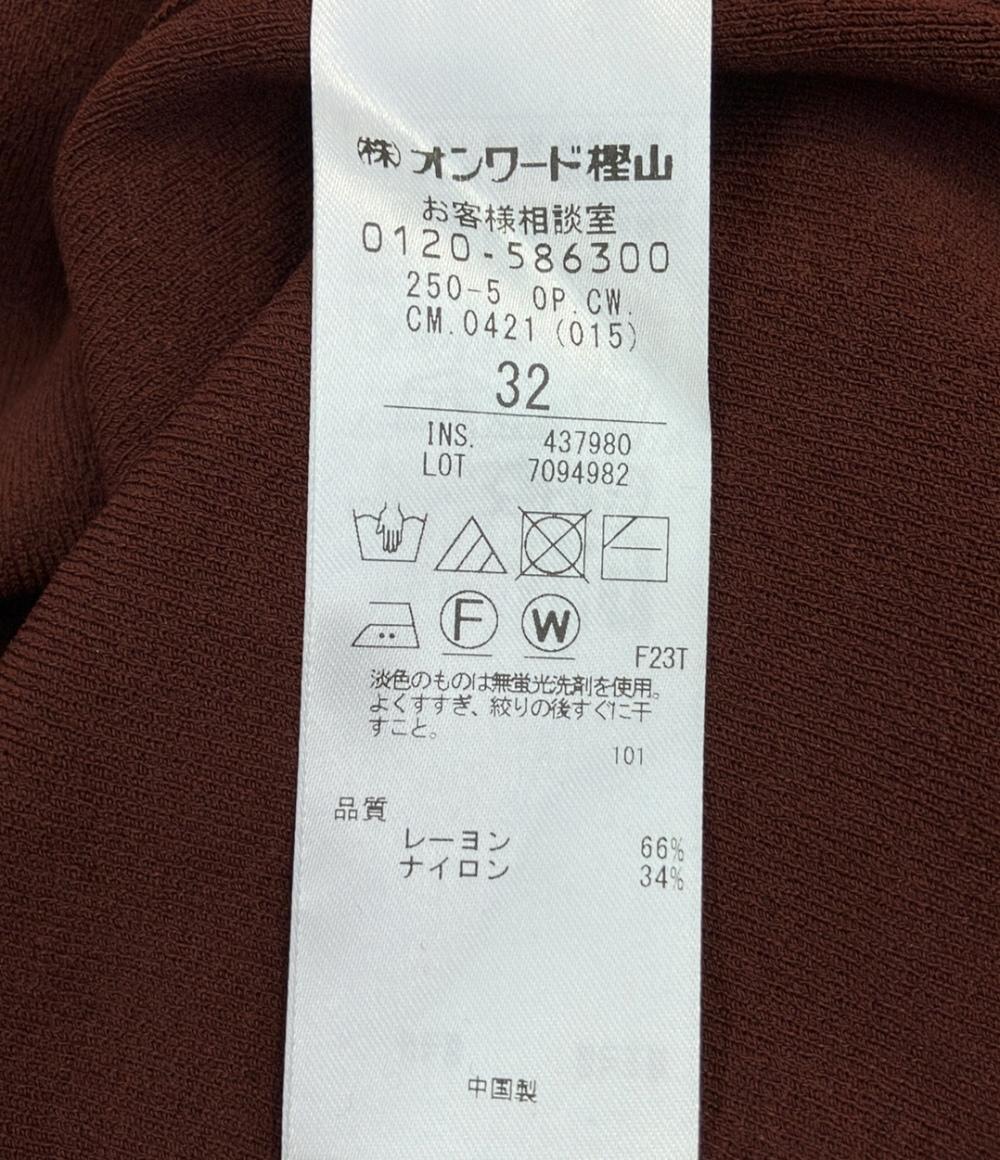 ㈱オンワード樫山
お客様相談室
0120-586300
250-5 OP.CW.
CM.0421 (015)
32
INS. 437980
LOT 7094982
F W
F23T
淡色のものは無蛍光洗剤を使用。
よくすすぎ、絞りの後すぐに干
すこと。
101
品質
レーヨン 66%
ナイロン 34%
中国製